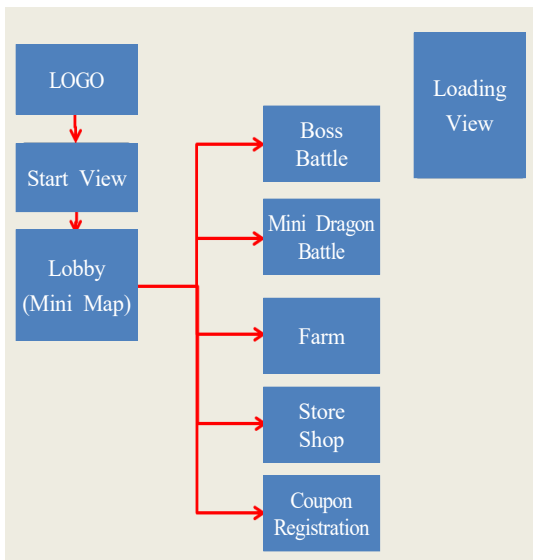 LOGO
Start View
Lobby
(Mini Map)
Boss
Battle
Mini Dragon
Battle
Farm
Store
Shop
Coupon
Registration
Loading
View